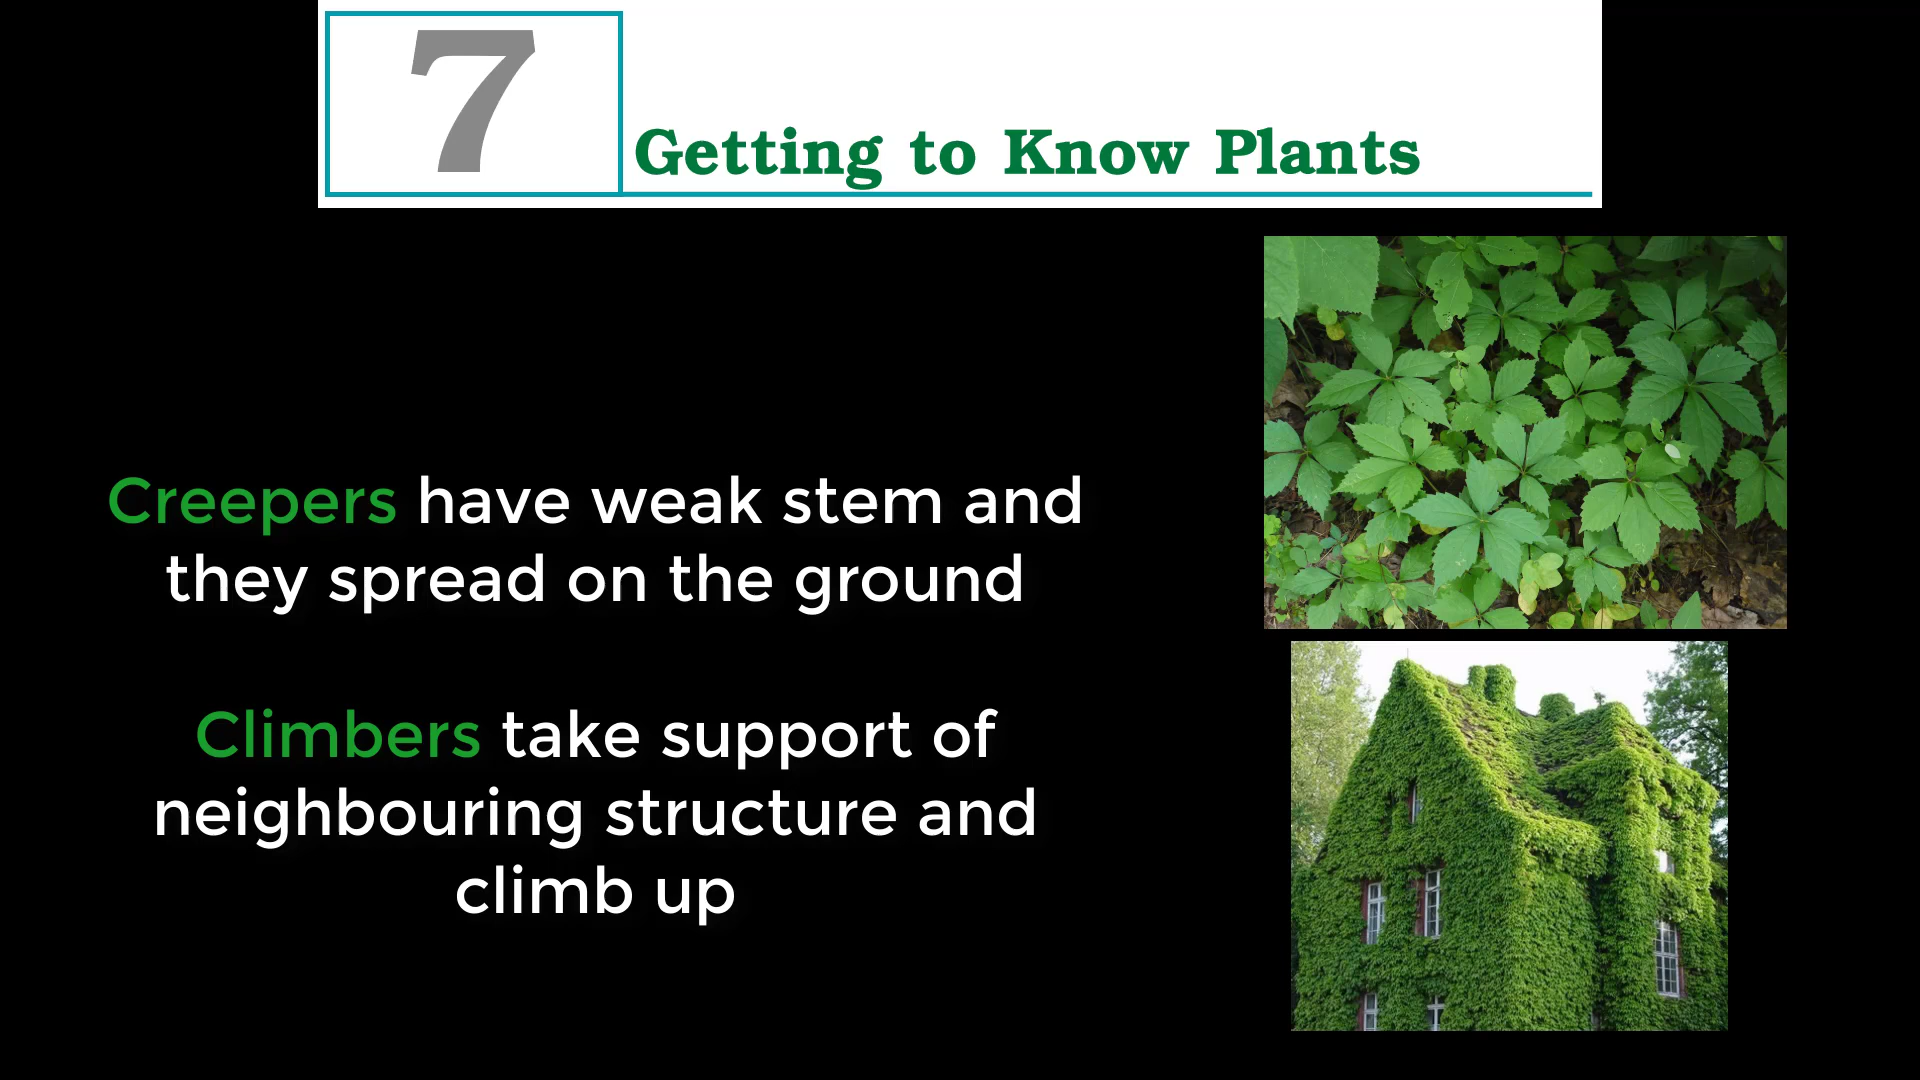 7
Getting to Know Plants
Creepers have weak stem and
they spread on the ground
Climbers take support of
neighbouring structure and
climb up